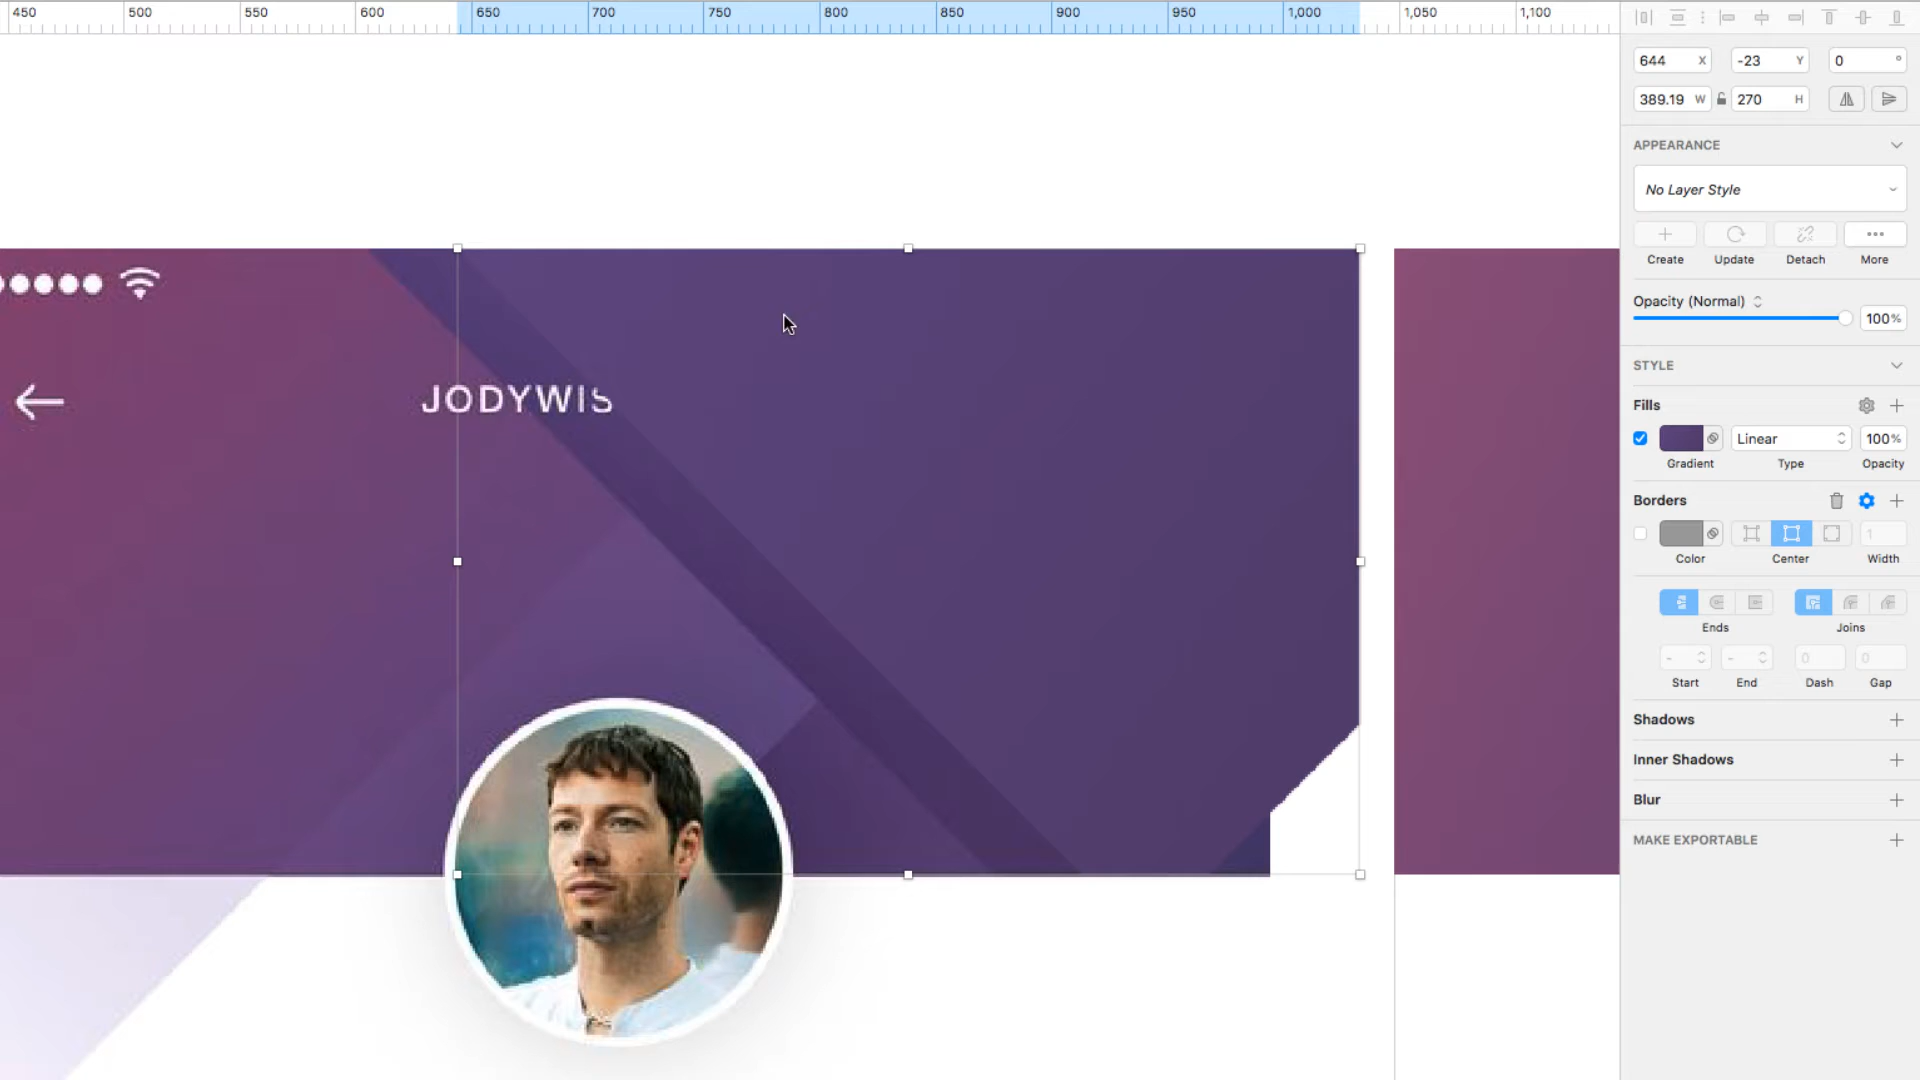 450 500 550 600 650 700 750 800 850 900 950 1,000 1,050 1,100
644 X -23 Y 0 °
389.19 W 270 H
APPEARANCE
No Layer Style
Create Update Detach More
Opacity (Normal) 100%
STYLE
Fills
Linear 100%
Gradient Type Opacity
Borders
1
Color Center Width
Ends Joins
- - 0 0
Start End Dash Gap
Shadows
Inner Shadows
Blur
MAKE EXPORTABLE
JODYWIS